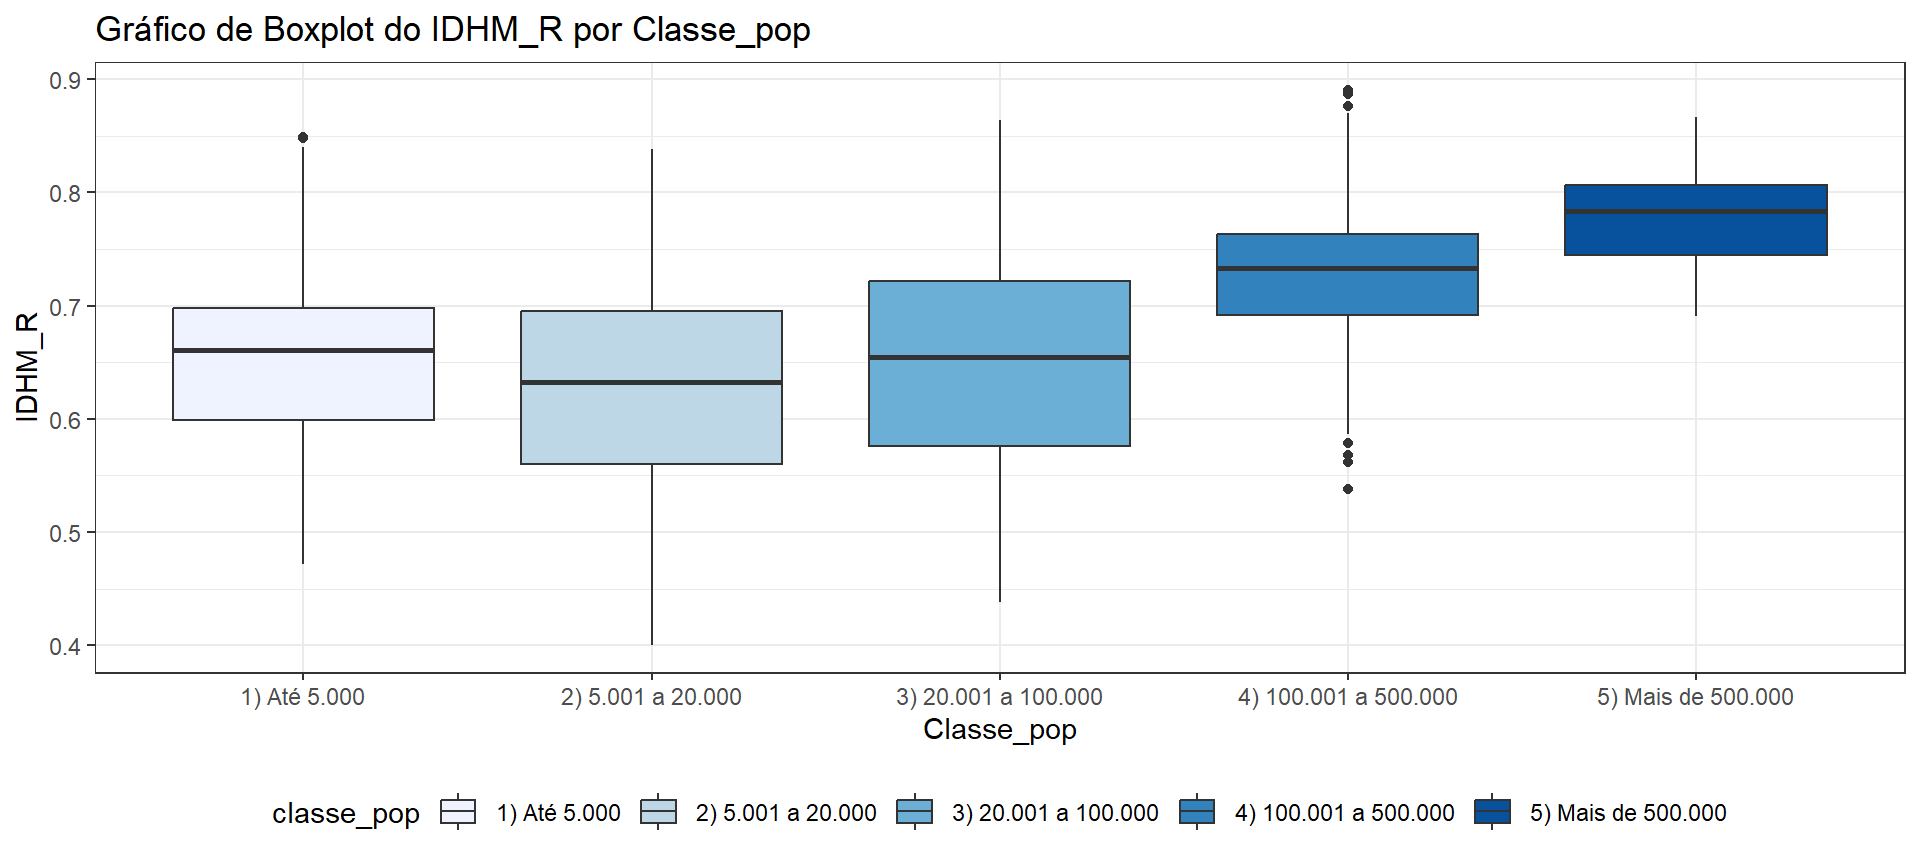 Gráfico de Boxplot do IDHM_R por Classe_pop
IDHM_R
0.9
0.8
0.7
0.6
0.5
0.4
1) Até 5.000
2) 5.001 a 20.000
3) 20.001 a 100.000
4) 100.001 a 500.000
5) Mais de 500.000
Classe_pop
classe_pop
1) Até 5.000
2) 5.001 a 20.000
3) 20.001 a 100.000
4) 100.001 a 500.000
5) Mais de 500.000